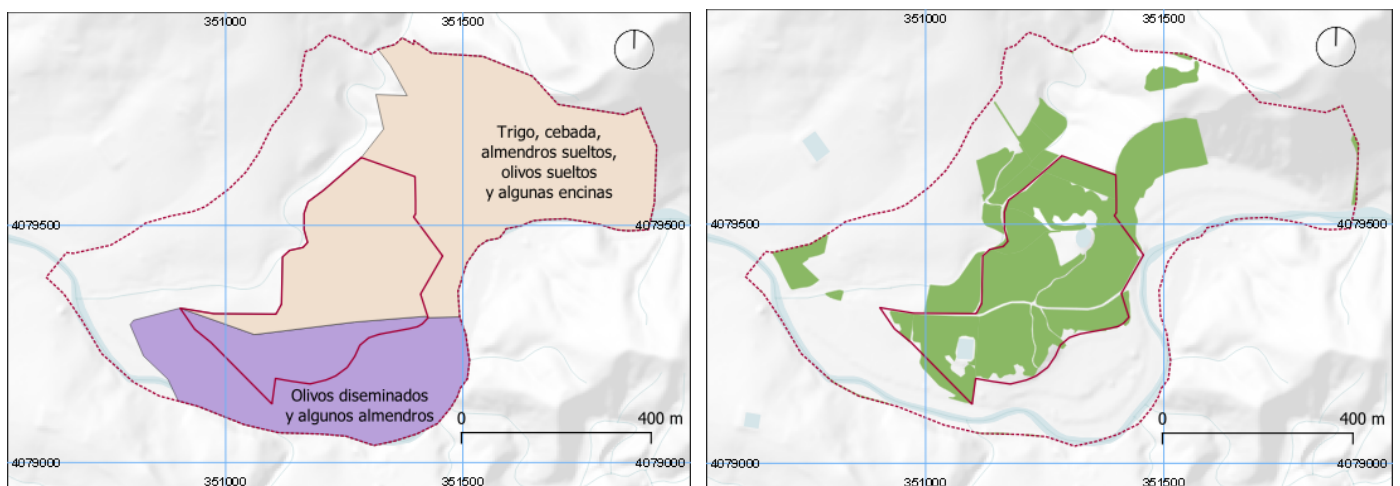 351000
351500
Trigo, cebada,
almendros sueltos,
olivos sueltos
y algunas encinas
4079500
4079500
Olivos diseminados
y algunos almendros
0
400 m
4079000
4079000
351000
351500
351000
351500
4079500
4079500
0
400 m
4079000
4079000
351000
351500